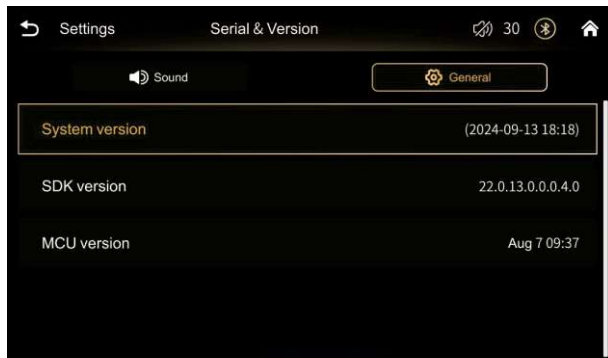 Settings Serial & Version 30
Sound General
System version (2024-09-13 18:18)
SDK version 22.0.13.0.0.0.4.0
MCU version Aug 7 09:37